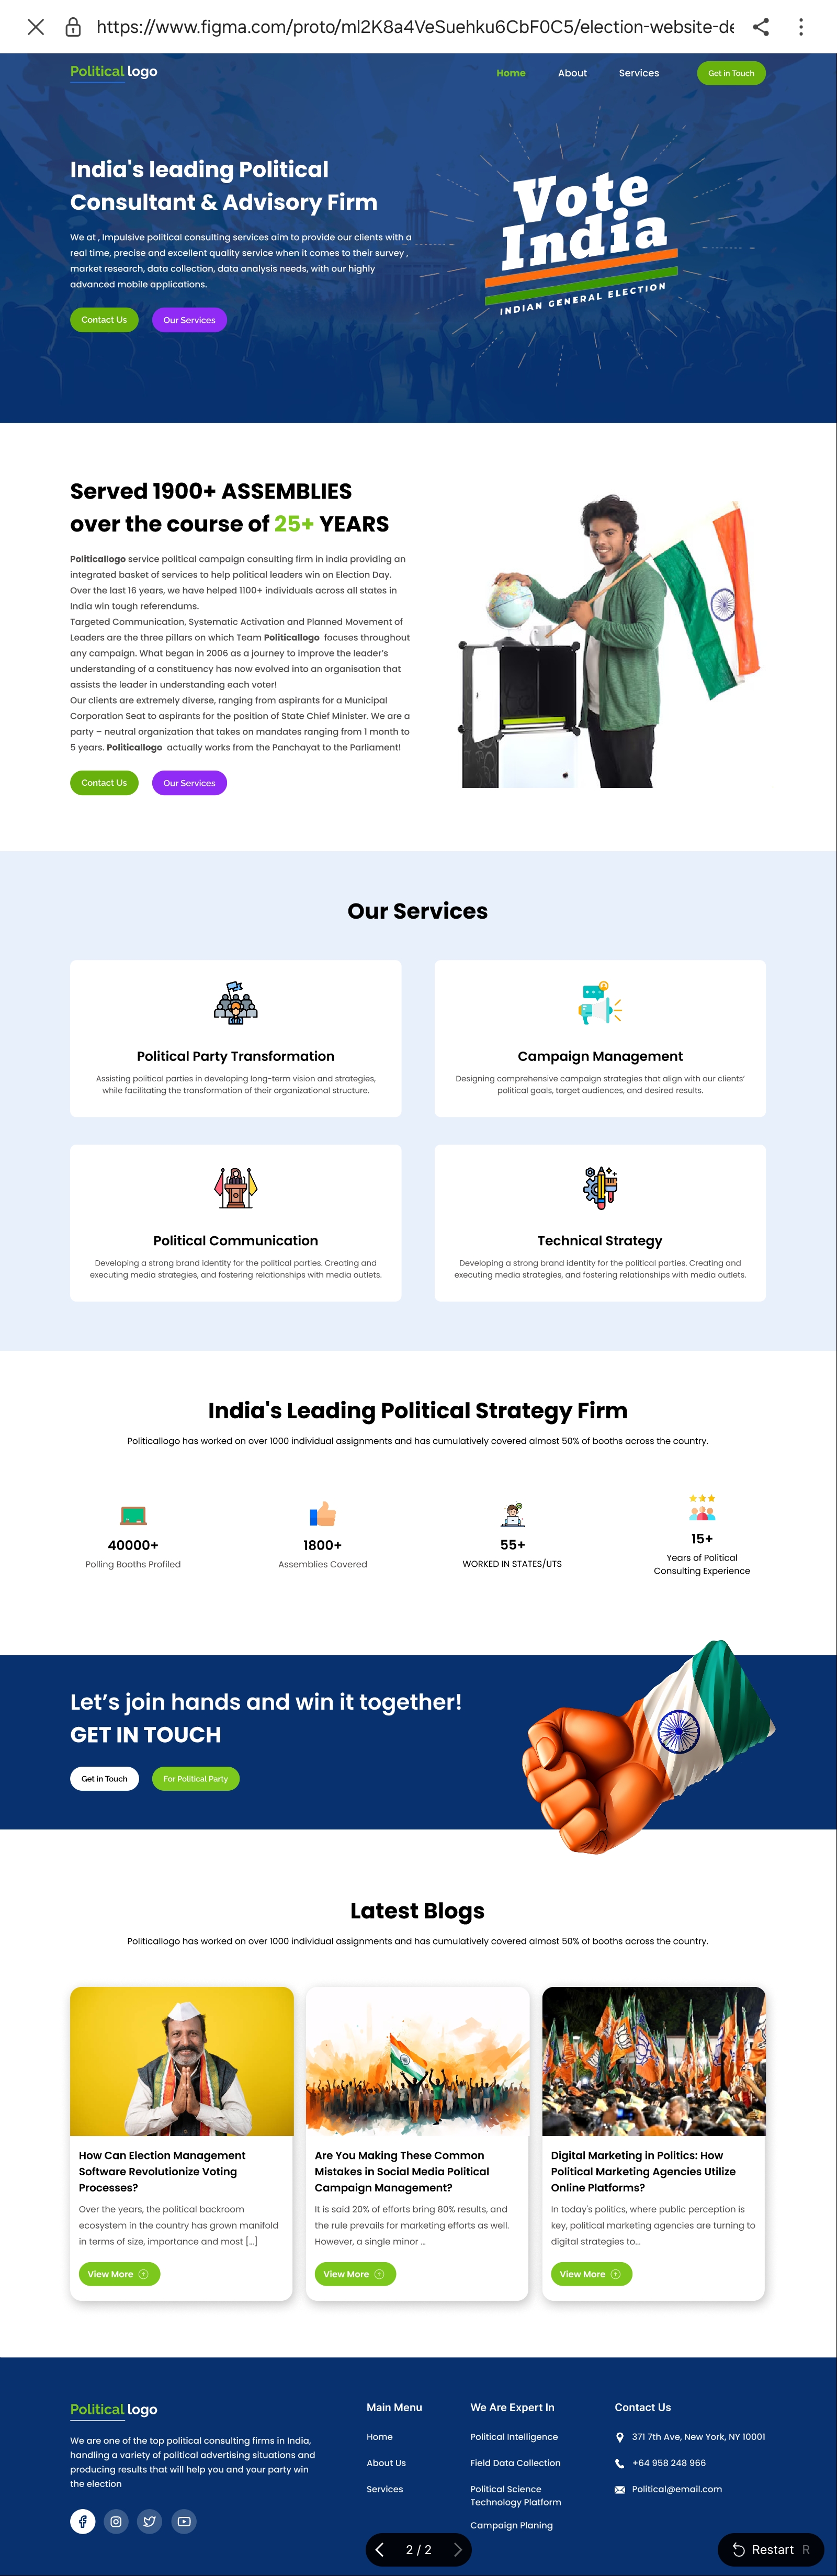 https://www.figma.com/proto/ml2K8a4VeSuehku6CbF0C5/election-website-de
Political logo
Home
About
Services
Get in Touch
India's leading Political
Consultant & Advisory Firm
We at , Impulsive political consulting services aim to provide our clients with a
real time, precise and excellent quality service when it comes to their survey ,
market research, data collection, data analysis needs, with our highly
advanced mobile applications.
Contact Us
Our Services
Vote
India
INDIAN GENERAL ELECTION
Served 1900+ ASSEMBLIES
over the course of 25+ YEARS
Politicallogo service political campaign consulting firm in india providing an
integrated basket of services to help political leaders win on Election Day.
Over the last 16 years, we have helped 1100+ individuals across all states in
India win tough referendums.
Targeted Communication, Systematic Activation and Planned Movement of
Leaders are the three pillars on which Team Politicallogo focuses throughout
any campaign. What began in 2006 as a journey to improve the leader's
understanding of a constituency has now evolved into an organisation that
assists the leader in understanding each voter!
Our clients are extremely diverse, ranging from aspirants for a Municipal
Corporation Seat to aspirants for the position of State Chief Minister. We are a
party – neutral organization that takes on mandates ranging from 1 month to
5 years. Politicallogo actually works from the Panchayat to the Parliament!
Contact Us
Our Services
Our Services
Political Party Transformation
Assisting political parties in developing long-term vision and strategies,
while facilitating the transformation of their organizational structure.
Campaign Management
Designing comprehensive campaign strategies that align with our clients'
political goals, target audiences, and desired results.
Political Communication
Developing a strong brand identity for the political parties. Creating and
executing media strategies, and fostering relationships with media outlets.
Technical Strategy
Developing a strong brand identity for the political parties. Creating and
executing media strategies, and fostering relationships with media outlets.
India's Leading Political Strategy Firm
Politicallogo has worked on over 1000 individual assignments and has cumulatively covered almost 50% of booths across the country.
40000+
Polling Booths Profiled
1800+
Assemblies Covered
55+
WORKED IN STATES/UTS
15+
Years of Political
Consulting Experience
Let's join hands and win it together!
GET IN TOUCH
Get in Touch
For Political Party
Latest Blogs
Politicallogo has worked on over 1000 individual assignments and has cumulatively covered almost 50% of booths across the country.
How Can Election Management
Software Revolutionize Voting
Processes?
Over the years, the political backroom
ecosystem in the country has grown manifold
in terms of size, importance and most [...]
View More
Are You Making These Common
Mistakes in Social Media Political
Campaign Management?
It is said 20% of efforts bring 80% results, and
the rule prevails for marketing efforts as well.
However, a single minor ...
View More
Digital Marketing in Politics: How
Political Marketing Agencies Utilize
Online Platforms?
In today's politics, where public perception is
key, political marketing agencies are turning to
digital strategies to...
View More
Political logo
We are one of the top political consulting firms in India,
handling a variety of political advertising situations and
producing results that will help you and your party win
the election
Main Menu
Home
About Us
Services
We Are Expert In
Political Intelligence
Field Data Collection
Political Science
Technology Platform
Campaign Planing
Contact Us
371 7th Ave, New York, NY 10001
+64 958 248 966
Political@email.com
2 / 2
Restart R